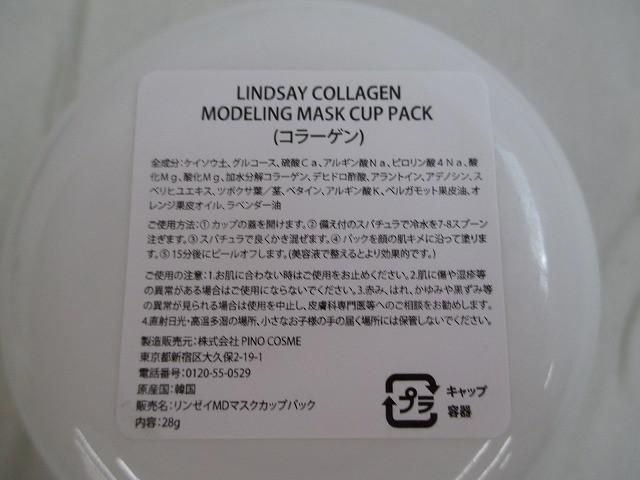 LINDSAY COLLAGEN
MODELING MASK CUP PACK
(コラーゲン)
全成分:ケイソウ土、グルコース、硫酸Ca、アルギン酸Na、ピロリン酸4Na、酸
化Mg、酸化Mg、加水分解コラーゲン、デヒドロ酢酸、アラントイン、アデノシン、ス
ベリヒユエキス、ツボクサ葉/茎、ベタイン、アルギン酸K、ベルガモット果皮油、オ
レンジ果皮オイル、ラベンダー油
ご使用方法:①カップの蓋を開けます。②備え付のスパチュラで冷水を7-8スプーン
注ぎます。③スパチュラで良くかき混ぜます。④パックを顔の肌キメに沿って塗りま
す。⑤15分後にピールオフします。(美容液で整えるとより効果的です。)
ご使用の注意:1.お肌に合わない時はご使用をお止めください。2.肌に傷や湿疹等
の異常がある場合はご使用にならないでください。3.赤み、はれ、かゆみや黒ずみ等
の異常が見られる場合は使用を中止し、皮膚科専門医等へのご相談をお勧めします。
4.直射日光・高温多湿の場所、小さなお子様の手の届く場所には保管しないでください。
製造販売元:株式会社 PINO COSME
東京都新宿区大久保2-19-1
電話番号:0120-55-0529
原産国:韓国
販売名:リンゼイMDマスクカップパック
内容:28g
プラ
キャップ
容器